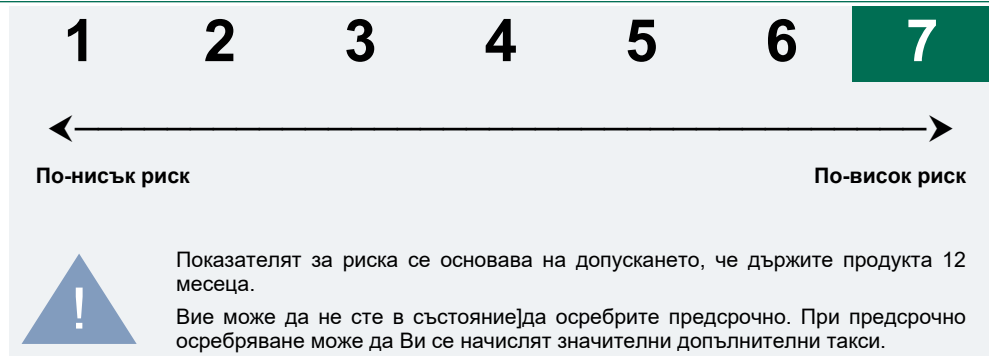 1 2 3 4 5 6 7
По-нисък риск По-висок риск
!
Показателят за риска се основава на допускането, че държите продукта 12
месеца.
Вие може да не сте в състояние]да осребрите предсрочно. При предсрочно
осребряване може да Ви се начислят значителни допълнителни такси.